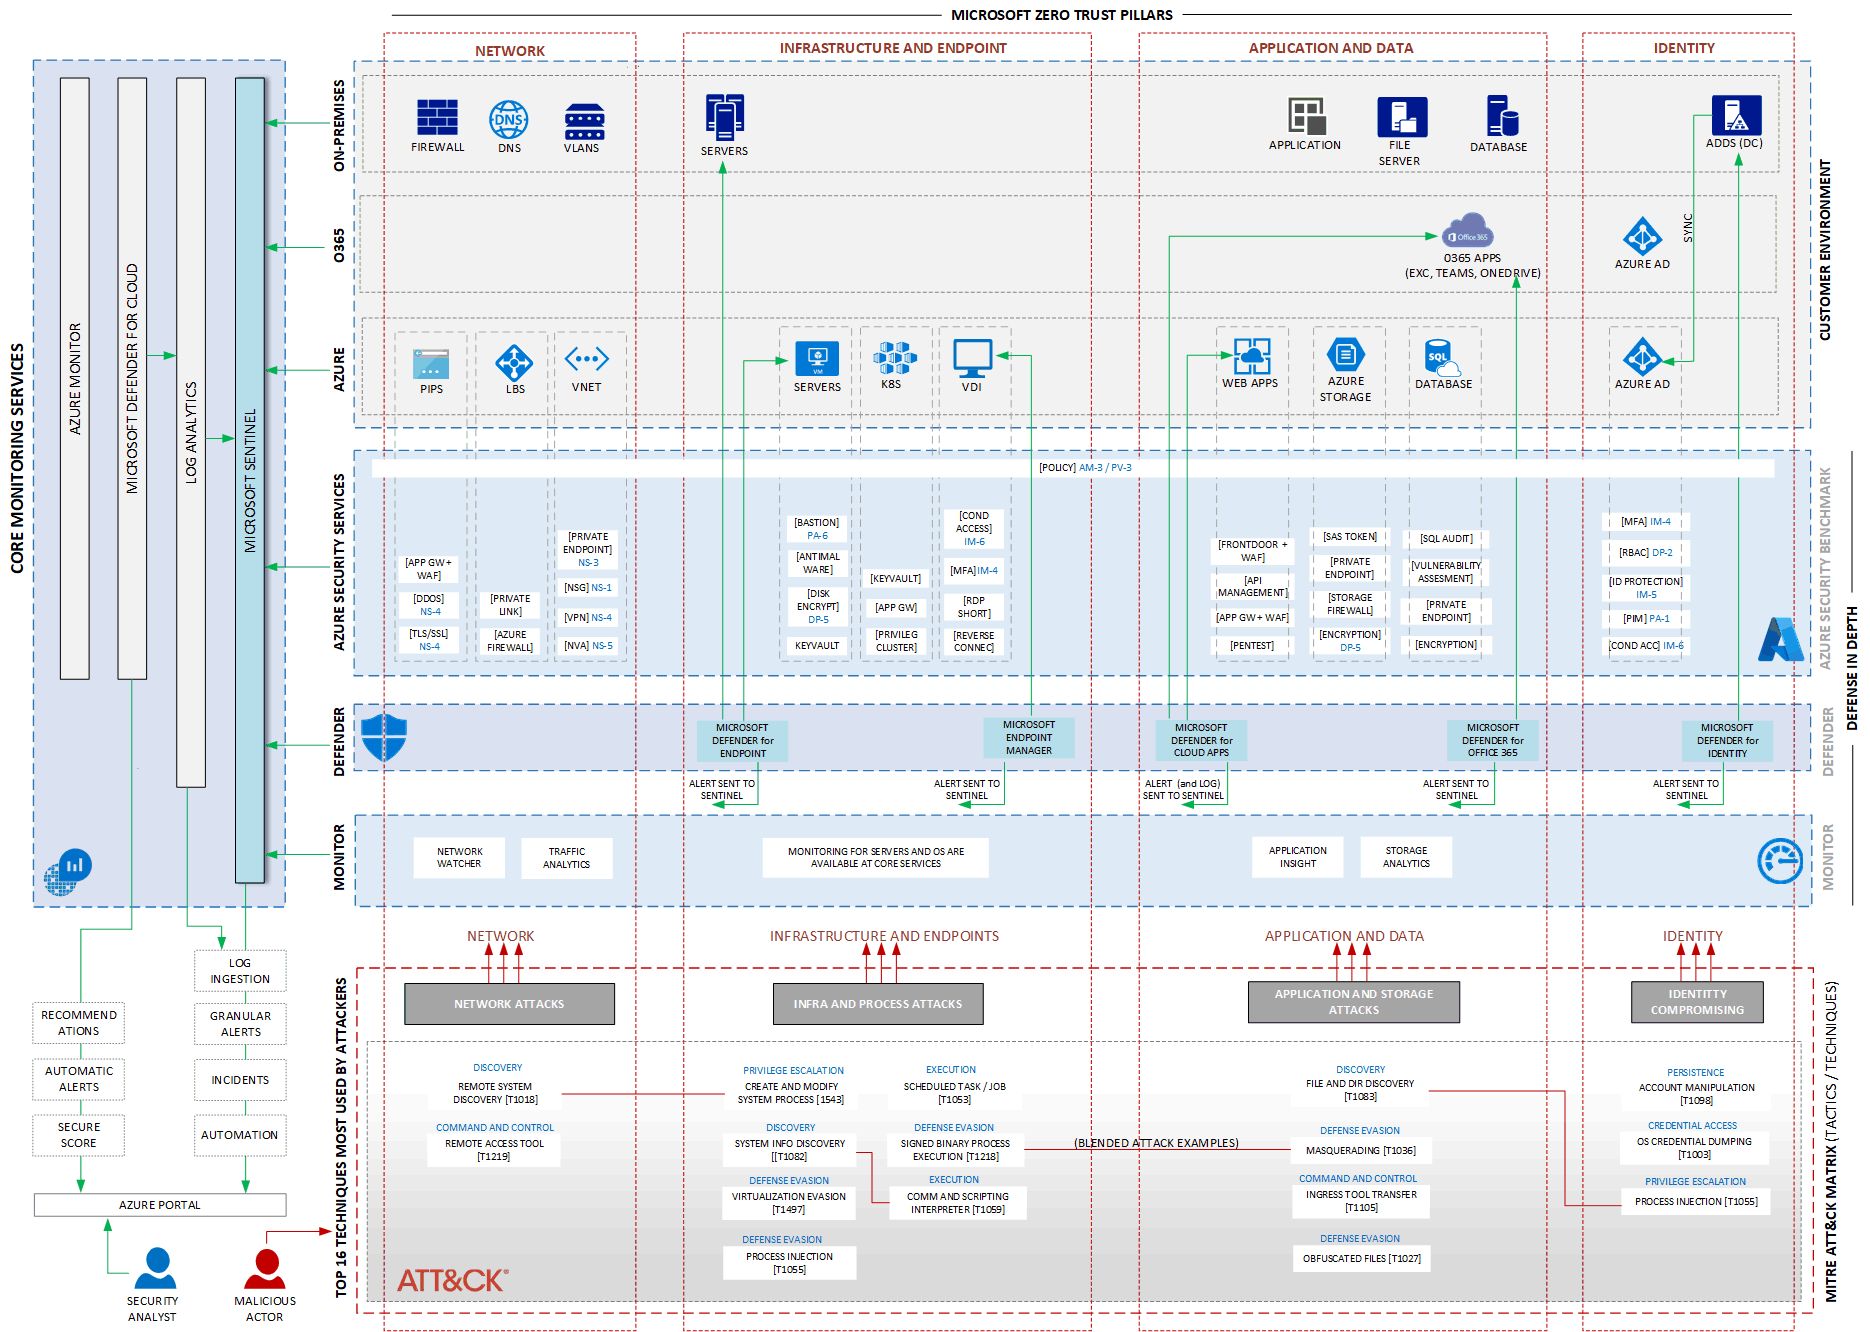 MICROSOFT ZERO TRUST PILLARS
NETWORK
INFRASTRUCTURE AND ENDPOINT
APPLICATION AND DATA
IDENTITY
CORE MONITORING SERVICES
AZURE MONITOR
MICROSOFT DEFENDER FOR CLOUD
LOG ANALYTICS
MICROSOFT SENTINEL
ON-PREMISES
FIREWALL
DNS
DNS
VLANS
SERVERS
APPLICATION
FILE
SERVER
DATABASE
ADDS (DC)
CUSTOMER ENVIRONMENT
O365
Office 365
O365 APPS
(EXC, TEAMS, ONEDRIVE)
AZURE AD
SYNC
AZURE
PIPS
LBS
VNET
VM
SERVERS
K8S
VDI
WEB APPS
AZURE
STORAGE
SQL
DATABASE
AZURE AD
AZURE SECURITY SERVICES
[POLICY] AM-3 / PV-3
[APP GW +
WAF]
[DDOS]
NS-4
[TLS/SSL]
NS-4
[PRIVATE
LINK]
[AZURE
FIREWALL]
[PRIVATE
ENDPOINT]
NS-3
[NSG] NS-1
[VPN] NS-4
[NVA] NS-5
[BASTION]
PA-6
[ANTIMAL
WARE]
[DISK
ENCRYPT]
DP-5
KEYVAULT
[KEYVAULT]
[APP GW]
[PRIVILEG
CLUSTER]
[COND
ACCESS]
IM-6
[MFA] IM-4
[RDP
SHORT]
[REVERSE
CONNEC]
[FRONTDOOR +
WAF]
[API
MANAGEMENT]
[APP GW + WAF]
[PENTEST]
[SAS TOKEN]
[PRIVATE
ENDPOINT]
[STORAGE
FIREWALL]
[ENCRYPTION]
DP-5
[SQL AUDIT]
[VULNERABILITY
ASSESMENT]
[PRIVATE
ENDPOINT]
[ENCRYPTION]
[MFA] IM-4
[RBAC] DP-2
[ID PROTECTION]
IM-5
[PIM] PA-1
[COND ACC] IM-6
AZURE SECURITY BENCHMARK
DEFENSE IN DEPTH
DEFENDER
MICROSOFT
DEFENDER for
ENDPOINT
MICROSOFT
ENDPOINT
MANAGER
MICROSOFT
DEFENDER for
CLOUD APPS
MICROSOFT
DEFENDER for
OFFICE 365
MICROSOFT
DEFENDER for
IDENTITY
DEFENDER
ALERT SENT TO
SENTINEL
ALERT SENT TO
SENTINEL
ALERT (and LOG)
SENT TO SENTINEL
ALERT SENT TO
SENTINEL
ALERT SENT TO
SENTINEL
MONITOR
NETWORK
WATCHER
TRAFFIC
ANALYTICS
MONITORING FOR SERVERS AND OS ARE
AVAILABLE AT CORE SERVICES
APPLICATION
INSIGHT
STORAGE
ANALYTICS
MONITOR
NETWORK
INFRASTRUCTURE AND ENDPOINTS
APPLICATION AND DATA
IDENTITY
LOG
INGESTION
GRANULAR
ALERTS
INCIDENTS
AUTOMATION
RECOMMEND
ATIONS
AUTOMATIC
ALERTS
SECURE
SCORE
AZURE PORTAL
SECURITY
ANALYST
MALICIOUS
ACTOR
TOP 16 TECHNIQUES MOST USED BY ATTACKERS
NETWORK ATTACKS
INFRA AND PROCESS ATTACKS
APPLICATION AND STORAGE
ATTACKS
IDENTITTY
COMPROMISING
DISCOVERY
REMOTE SYSTEM
DISCOVERY [T1018]
COMMAND AND CONTROL
REMOTE ACCESS TOOL
[T1219]
PRIVILEGE ESCALATION
CREATE AND MODIFY
SYSTEM PROCESS [1543]
DISCOVERY
SYSTEM INFO DISCOVERY
[[T1082]
DEFENSE EVASION
VIRTUALIZATION EVASION
[T1497]
DEFENSE EVASION
PROCESS INJECTION
[T1055]
EXECUTION
SCHEDULED TASK / JOB
[T1053]
DEFENSE EVASION
SIGNED BINARY PROCESS
EXECUTION [T1218]
EXECUTION
COMM AND SCRIPTING
INTERPRETER [T1059]
(BLENDED ATTACK EXAMPLES)
DISCOVERY
FILE AND DIR DISCOVERY
[T1083]
DEFENSE EVASION
MASQUERADING [T1036]
COMMAND AND CONTROL
INGRESS TOOL TRANSFER
[T1105]
DEFENSE EVASION
OBFUSCATED FILES [T1027]
PERSISTENCE
ACCOUNT MANIPULATION
[T1098]
CREDENTIAL ACCESS
OS CREDENTIAL DUMPING
[T1003]
PRIVILEGE ESCALATION
PROCESS INJECTION [T1055]
ATT&CK®
MITRE ATT&CK MATRIX (TACTICS / TECHNIQUES)